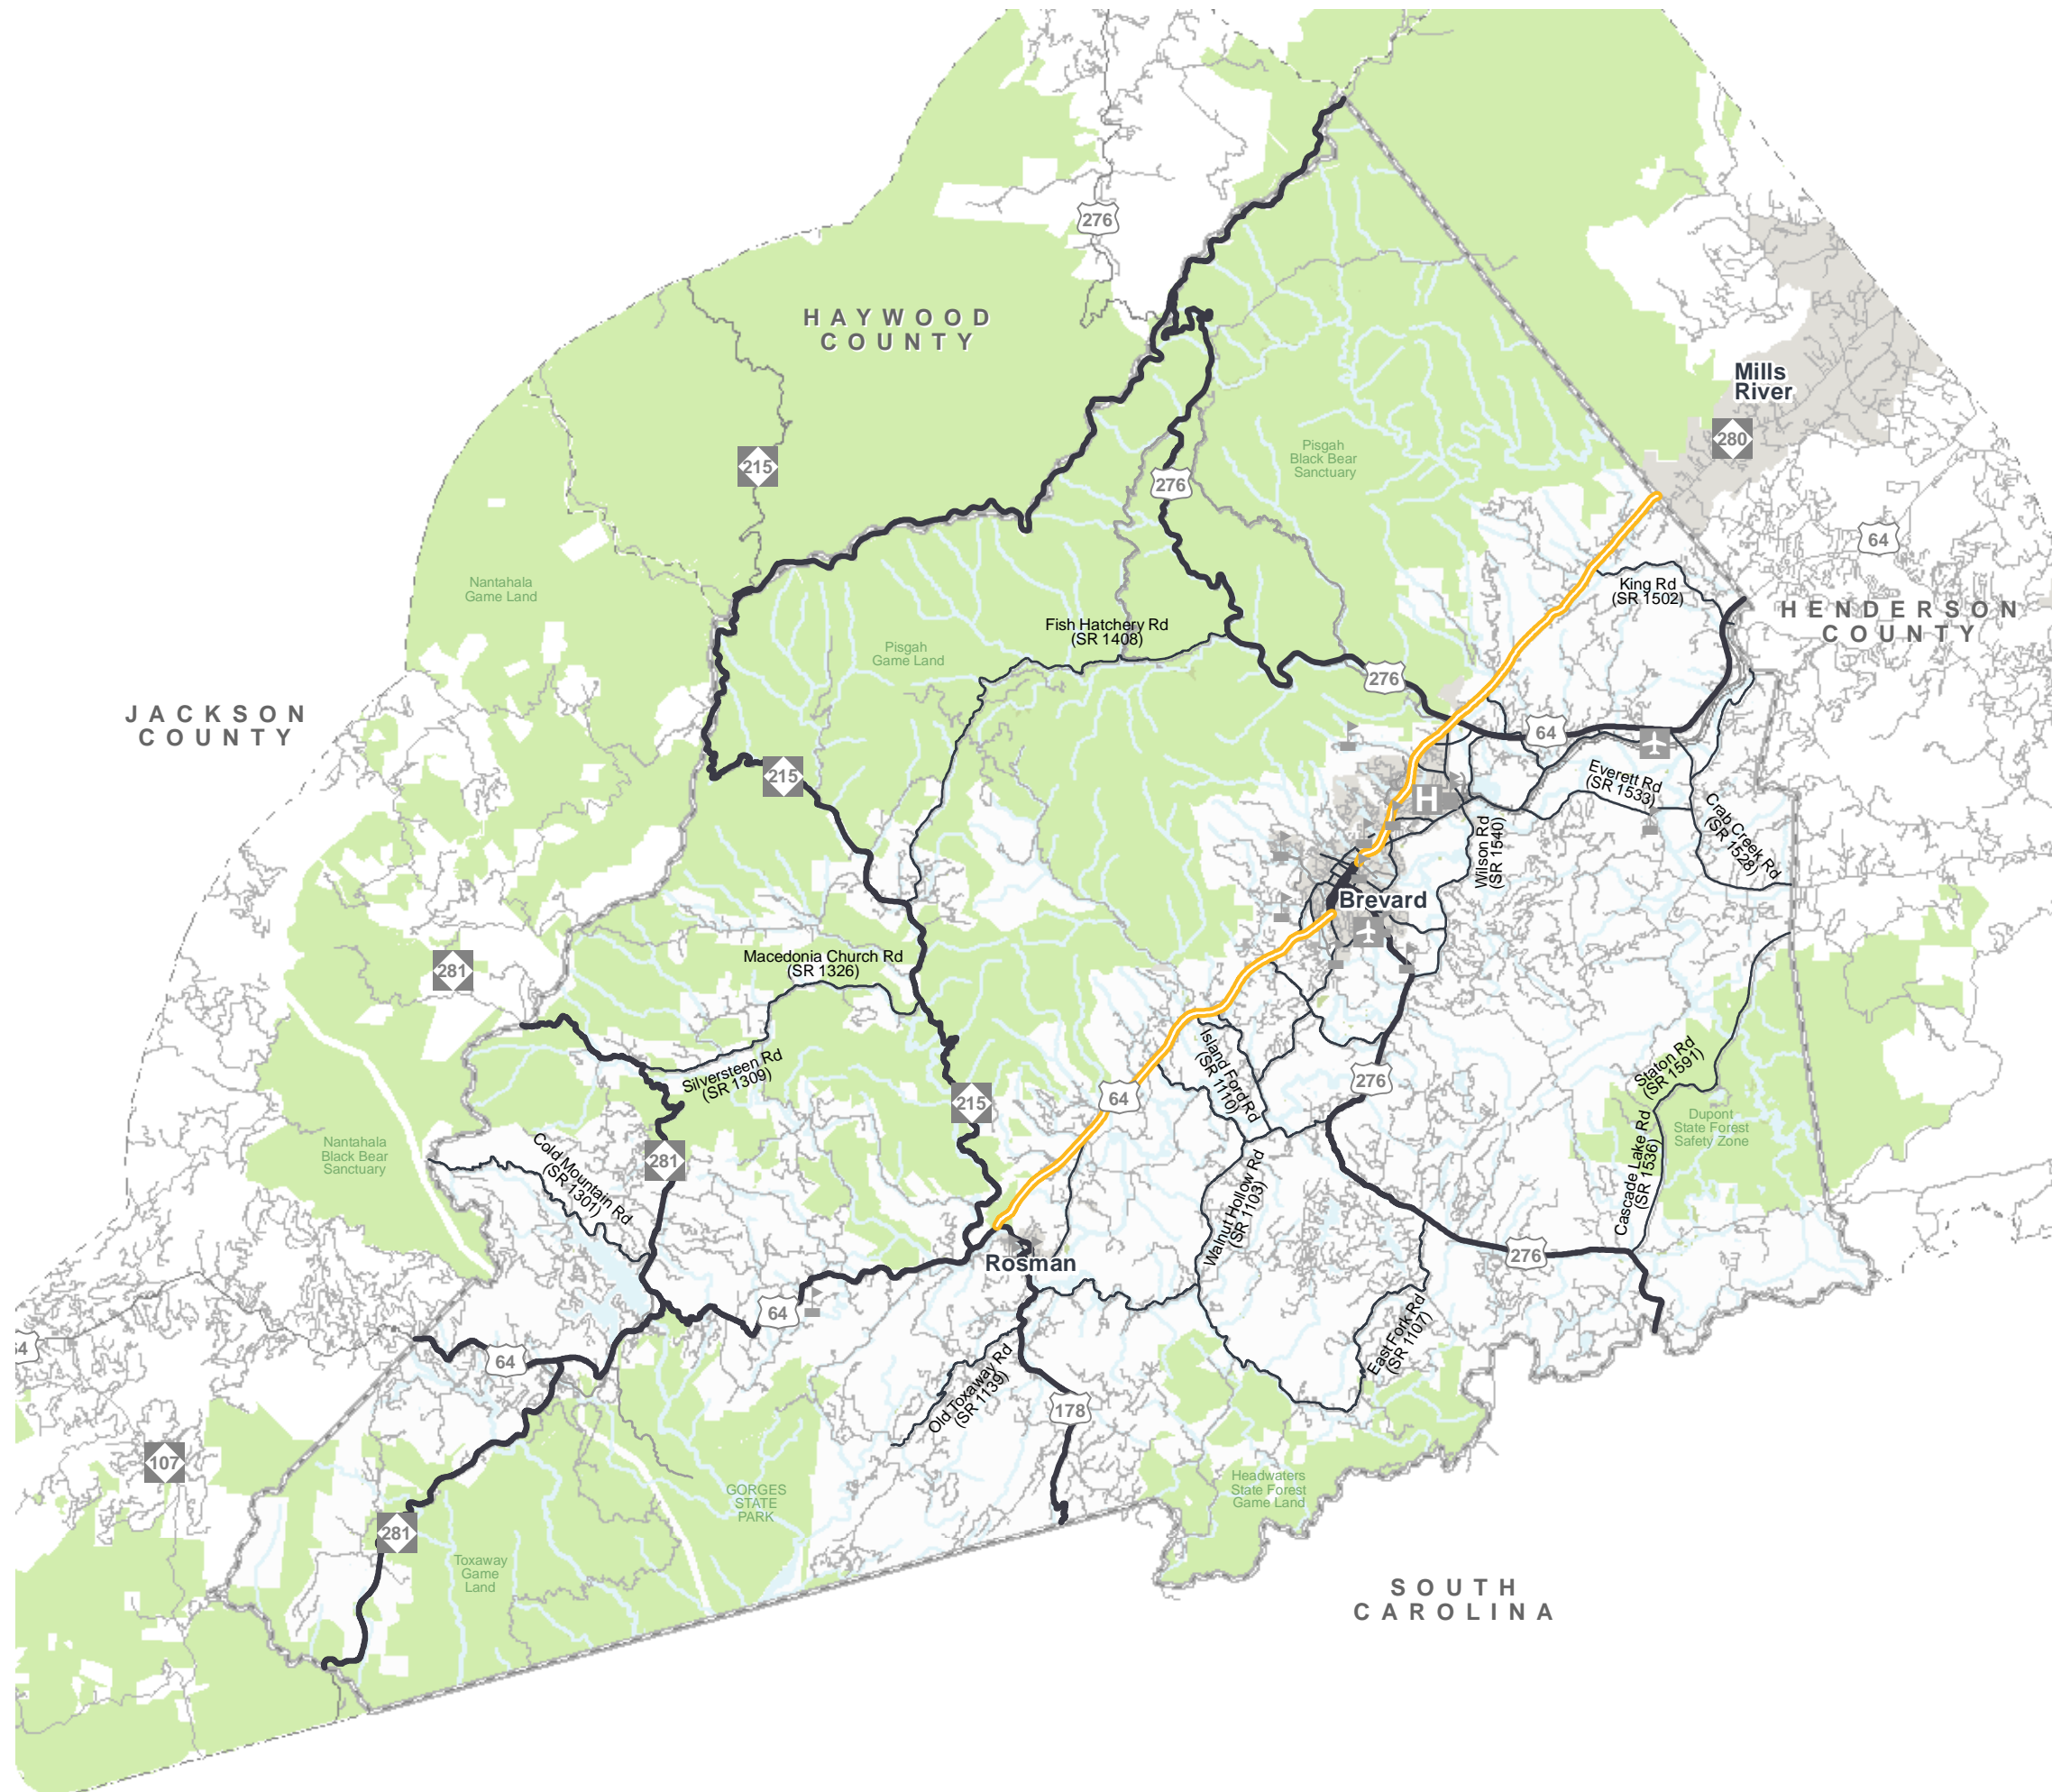 276
HAYWOOD
COUNTY
Mills
River
280
215
Pisgah
Black Bear
Sanctuary
276
64
Nantahala
Game Land
King Rd
(SR 1502)
HENDERSON
COUNTY
Fish Hatchery Rd
(SR 1408)
Pisgah
Game Land
276
JACKSON
COUNTY
64
215
Everett Rd
(SR 1533)
H
Crab Creek Rd
(SR 1528)
Wilson Rd
(SR 1540)
Brevard
281
Macedonia Church Rd
(SR 1326)
Silversteen Rd
(SR 1309)
Island Ford Rd
(SR 1110)
Staton Rd
(SR 1591)
276
64
215
Dupont
State Forest
Safety Zone
Nantahala
Black Bear
Sanctuary
Cold Mountain Rd
(SR 1301)
281
Cascade Lake Rd
(SR 1536)
Walnut Hollow Rd
(SR 1103)
276
Rosman
64
East Fork Rd
(SR 1107)
64
64
Old Toxaway Rd
(SR 1139)
178
107
GORGES
STATE
PARK
Headwaters
State Forest
Game Land
281
Toxaway
Game
Land
SOUTH
CAROLINA